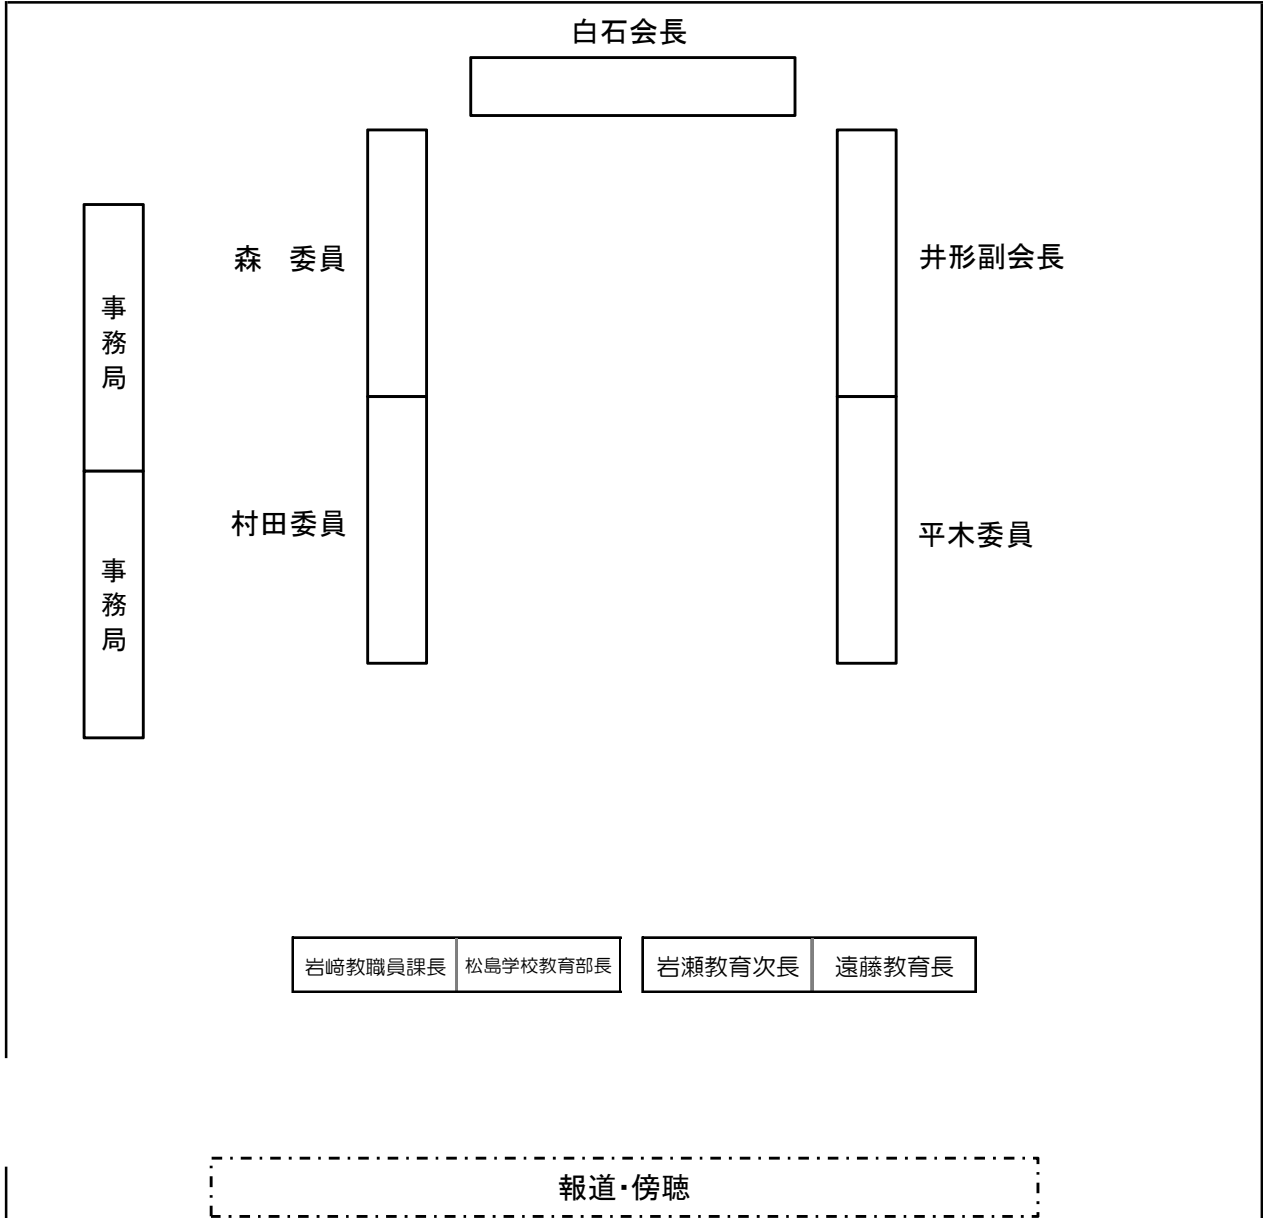 白石会長
森　委員
井形副会長
事務局
村田委員
平木委員
事務局
岩﨑教職員課長
松島学校教育部長
岩瀬教育次長
遠藤教育長
報道・傍聴